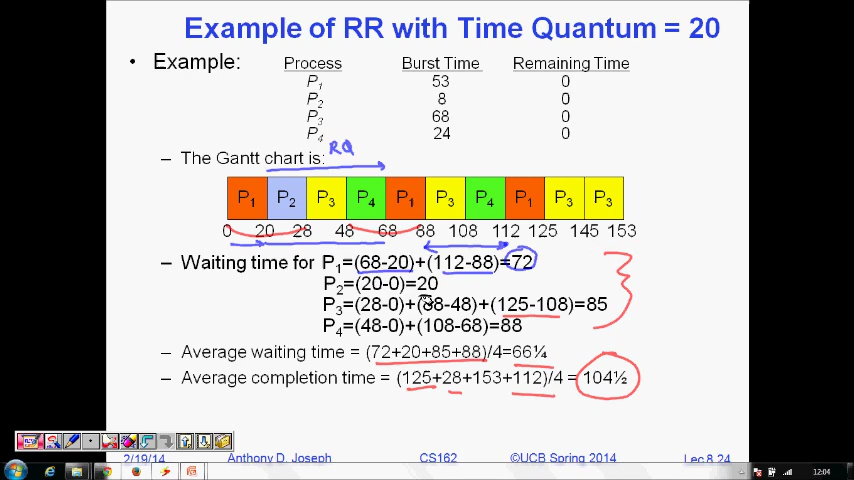 Example of RR with Time Quantum = 20
• Example: Process Burst Time Remaining Time
P1 53 0
P2 8 0
P3 68 0
P4 24 0
– The Gantt chart is: RQ
P1 P2 P3 P4 P1 P3 P4 P1 P3 P3
0 20 28 48 68 88 108 112 125 145 153
– Waiting time for P1=(68-20)+(112-88)=72
P2=(20-0)=20
P3=(28-0)+(88-48)+(125-108)=85
P4=(48-0)+(108-68)=88
– Average waiting time = (72+20+85+88)/4=66¼
– Average completion time = (125+28+153+112)/4 = 104½
2/19/14 Anthony D. Joseph CS162 ©UCB Spring 2014 Lec 8.24
12:04